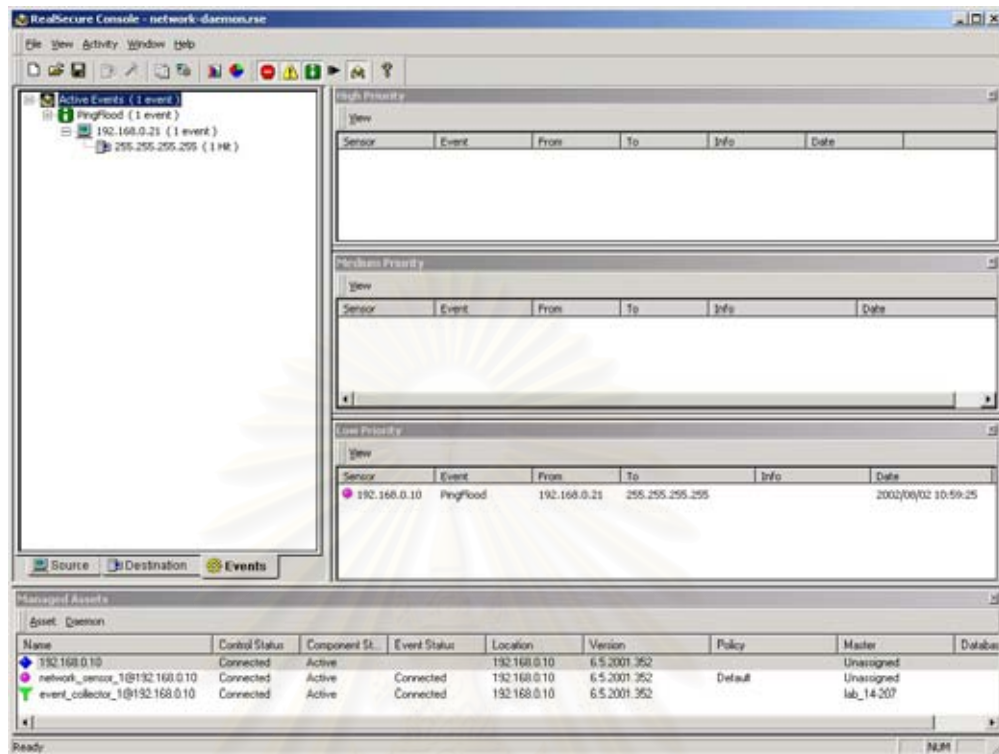 RealSecure Console - network-daemon.rse
File View Activity Window Help
Active Events ( 1 event )
PingFlood ( 1 event )
192.168.0.21 ( 1 event )
255.255.255.255 ( 1 Hit )
Source Destination Events
High Priority
View
Sensor Event From To Info Date
Medium Priority
View
Sensor Event From To Info Date
Low Priority
View
Sensor Event From To Info Date
192.168.0.10 PingFlood 192.168.0.21 255.255.255.255 2002/08/02 10:59:25
Managed Assets
Asset Daemon
Name Control Status Component St... Event Status Location Version Policy Master Databas
192.168.0.10 Connected Active 192.168.0.10 6.5.2001.352 Unassigned
network_sensor_1@192.168.0.10 Connected Active Connected 192.168.0.10 6.5.2001.352 Default Unassigned
event_collector_1@192.168.0.10 Connected Active Connected 192.168.0.10 6.5.2001.352 lab_14-207
Ready NUM